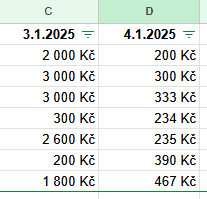 C D
3.1.2025 4.1.2025
2 000 Kč 200 Kč
3 000 Kč 300 Kč
3 000 Kč 333 Kč
300 Kč 234 Kč
2 600 Kč 235 Kč
200 Kč 390 Kč
1 800 Kč 467 Kč